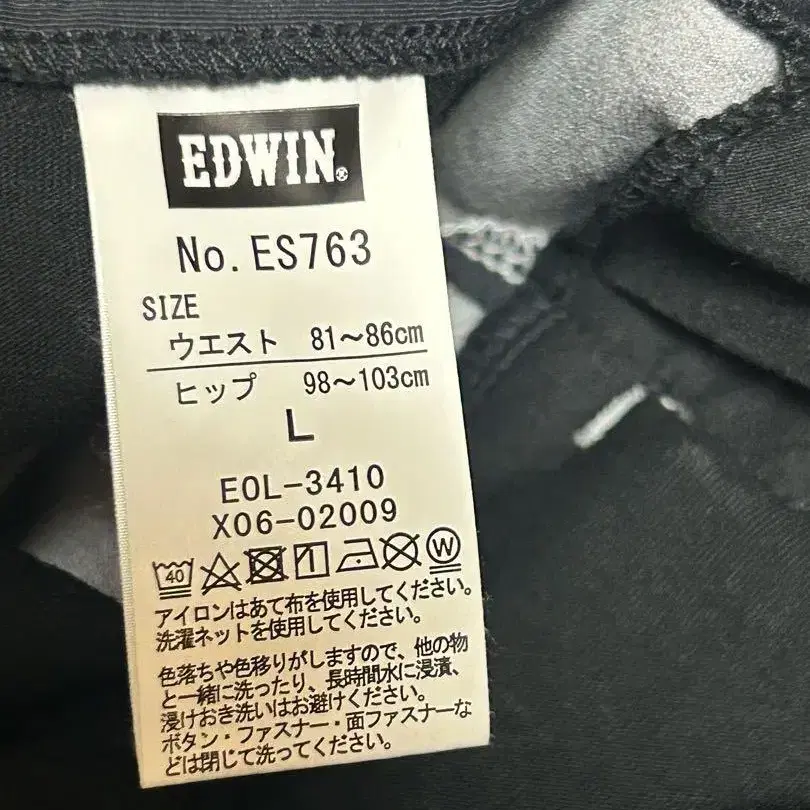 EDWIN®
No. ES763
SIZE
ウエスト 81～86cm
ヒップ 98～103cm
L
EOL-3410
X06-02009
40 W
アイロンはあて布を使用してください。
洗濯ネットを使用してください。
色落ちや色移りがしますので、他の物
と一緒に洗ったり、長時間水に浸漬、
浸けおき洗いはお避けください。
ボタン・ファスナー・面ファスナーな
どは閉じて洗ってください。